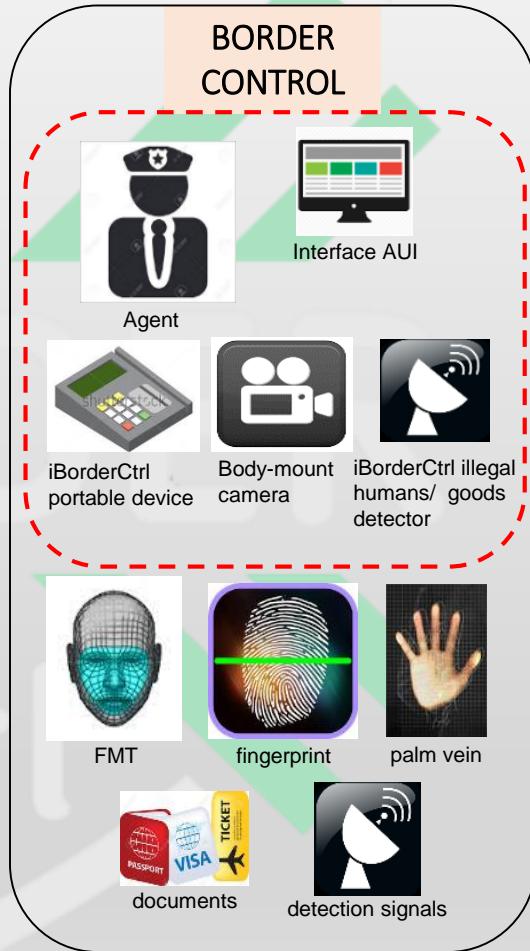 BORDER
CONTROL
Interface AUI
Agent
shutterstock
iBorderCtrl
portable device
Body-mount
camera
iBorderCtrl illegal
humans/ goods
detector
FMT
fingerprint
palm vein
PASSPORT
VISA
TICKET
documents
detection signals